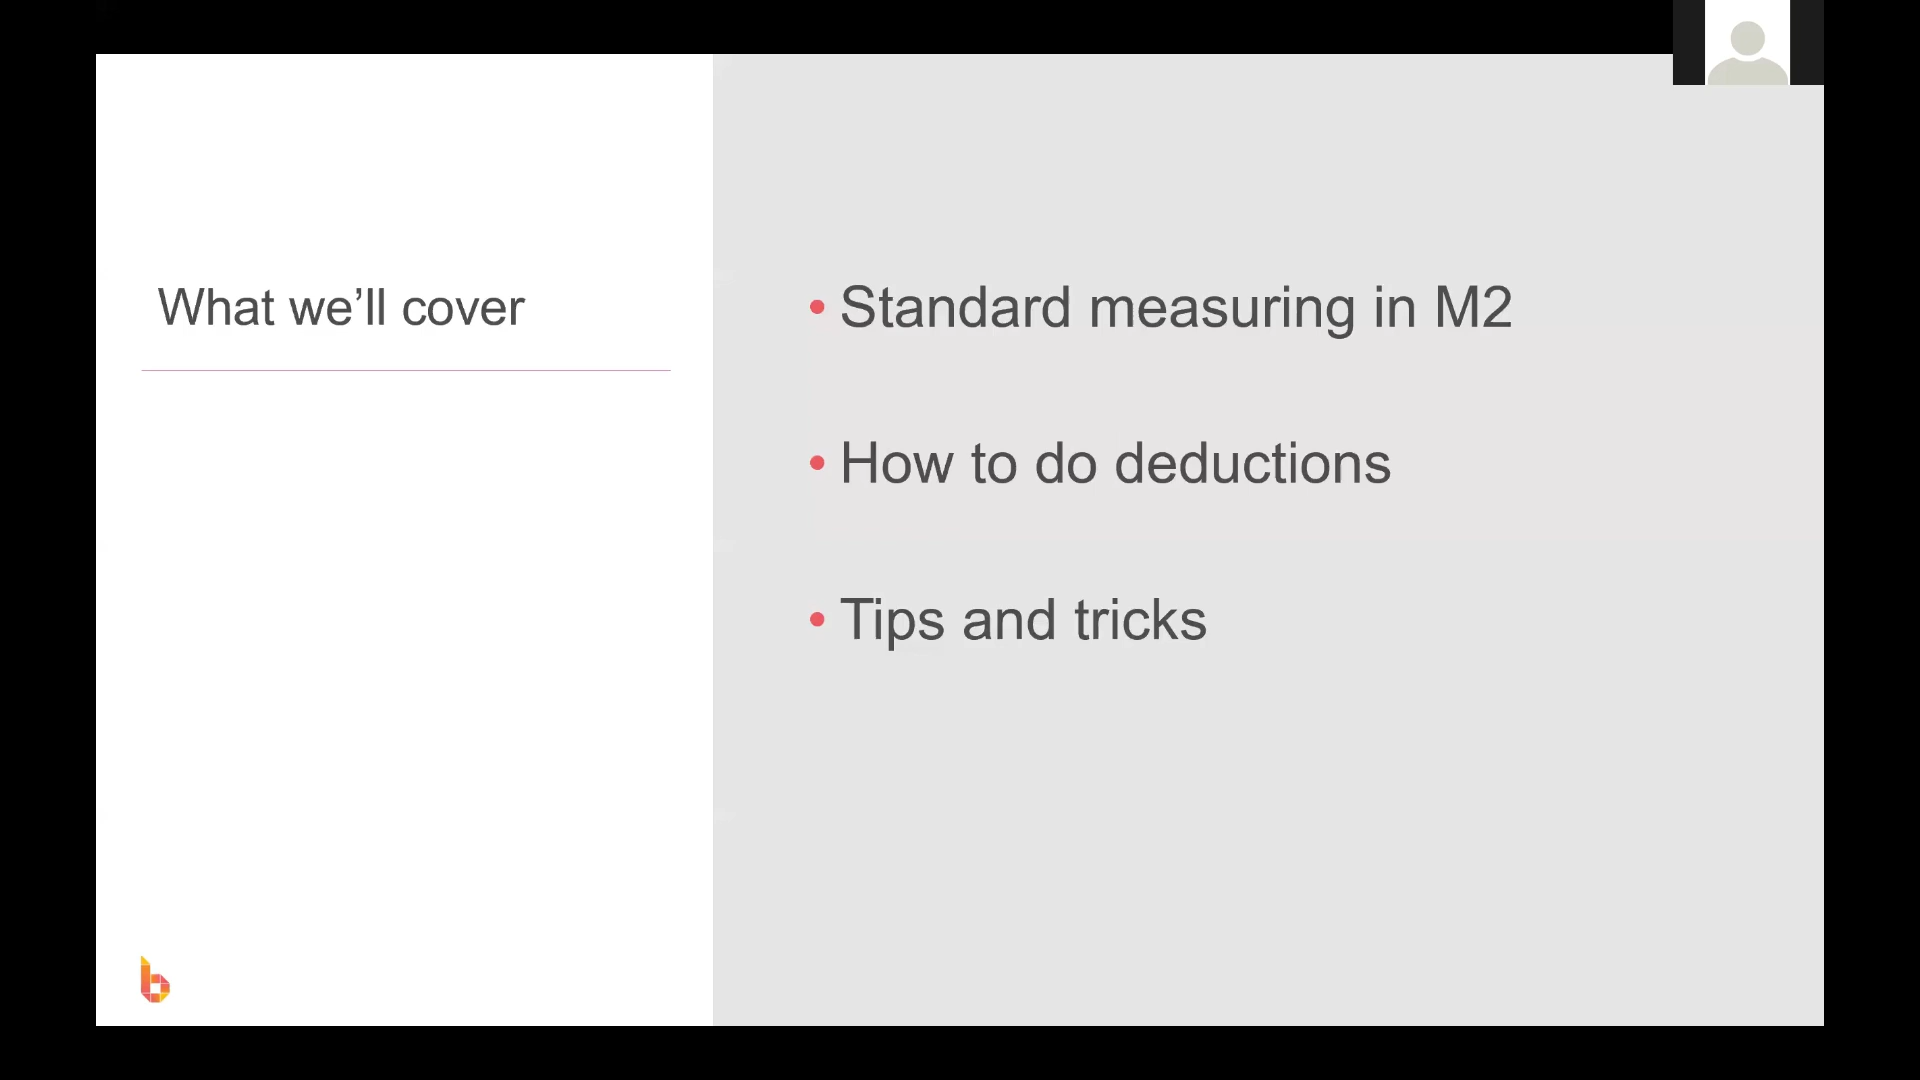 What we’ll cover
• Standard measuring in M2
• How to do deductions
• Tips and tricks